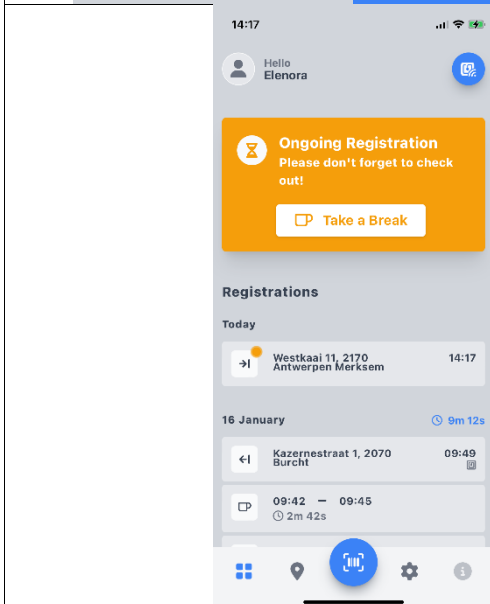 14:17
Hello
Elenora
Ongoing Registration
Please don't forget to check
out!
Take a Break
Registrations
Today
Westkaai 11, 2170
Antwerpen Merksem
14:17
16 January
9m 12s
Kazernestraat 1, 2070
Burcht
09:49
09:42 — 09:45
2m 42s